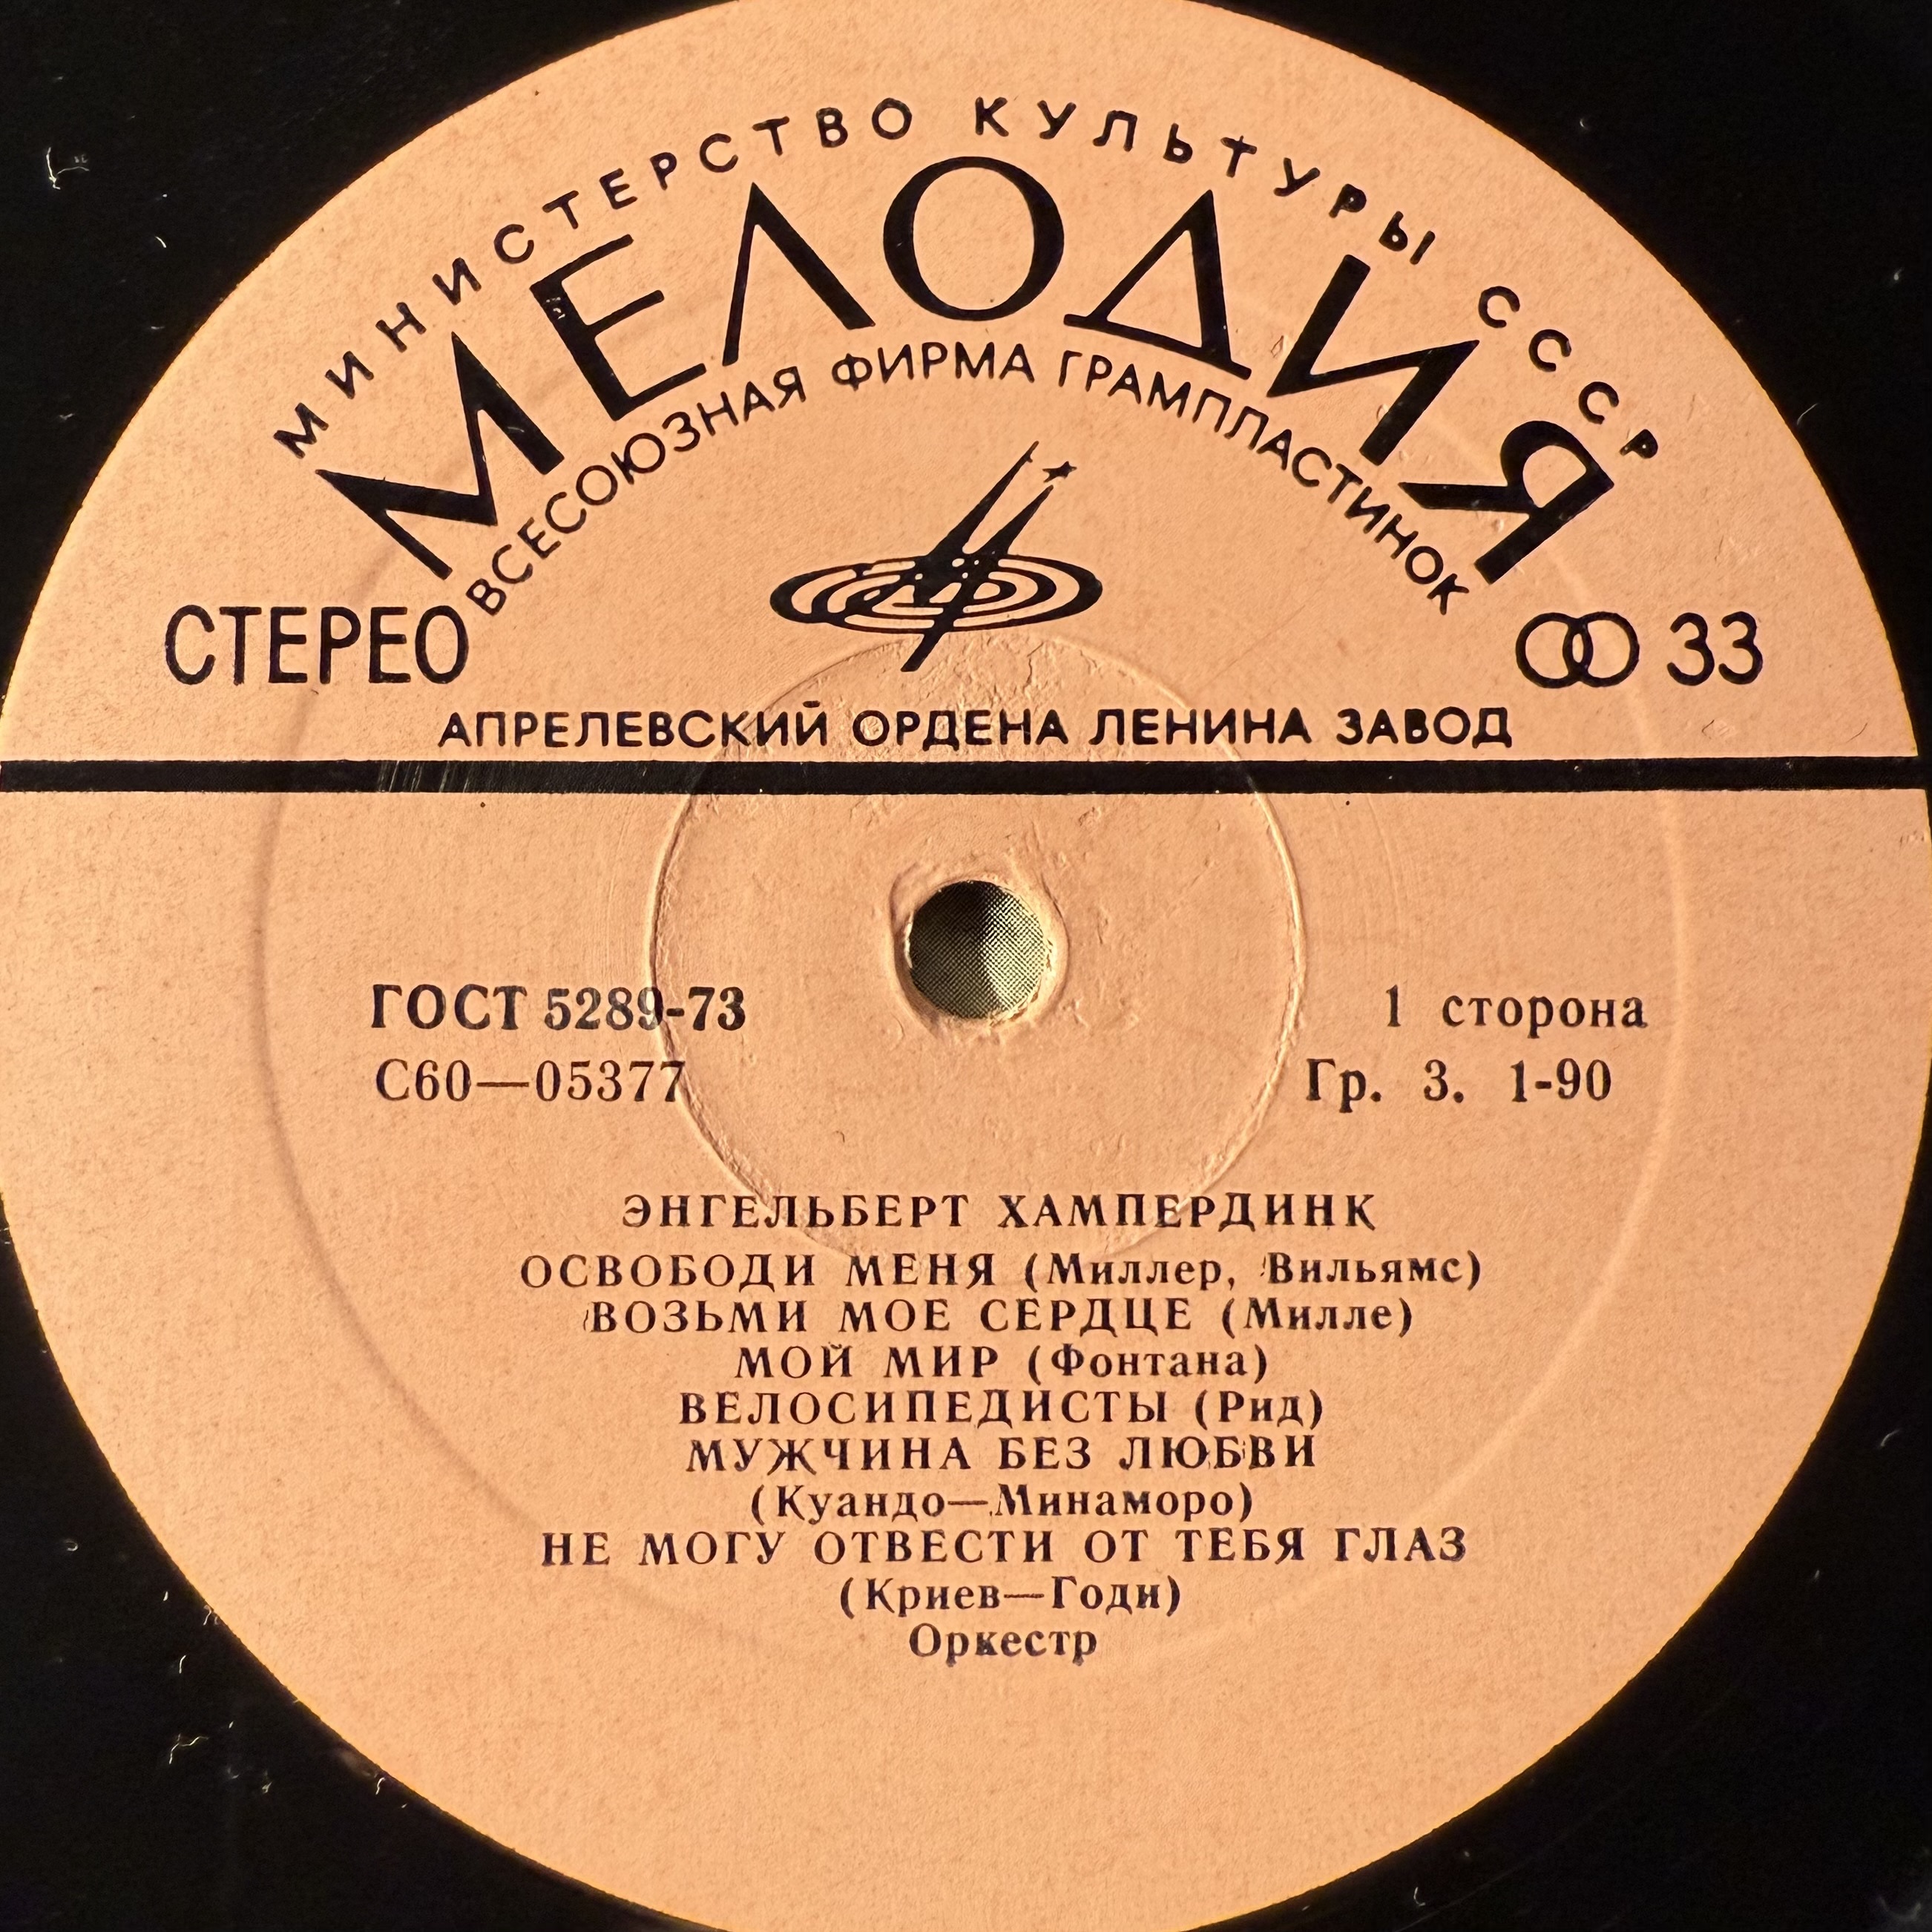 МИНИСТЕРСТВО КУЛЬТУРЫ СССР
МЕЛОДИЯ
ВСЕСОЮЗНАЯ ФИРМА ГРАМПЛАСТИНОК
СТЕРЕО 33
АПРЕЛЕВСКИЙ ОРДЕНА ЛЕНИНА ЗАВОД
ГОСТ 5289-73 1 сторона
С60—05377 Гр. 3. 1-90
ЭНГЕЛЬБЕРТ ХАМПЕРДИНК
ОСВОБОДИ МЕНЯ (Миллер, Вильямс)
ВОЗЬМИ МОЕ СЕРДЦЕ (Милле)
МОЙ МИР (Фонтана)
ВЕЛОСИПЕДИСТЫ (Рид)
МУЖЧИНА БЕЗ ЛЮБВИ
(Куандо—Минаморо)
НЕ МОГУ ОТВЕСТИ ОТ ТЕБЯ ГЛАЗ
(Криев—Годи)
Оркестр